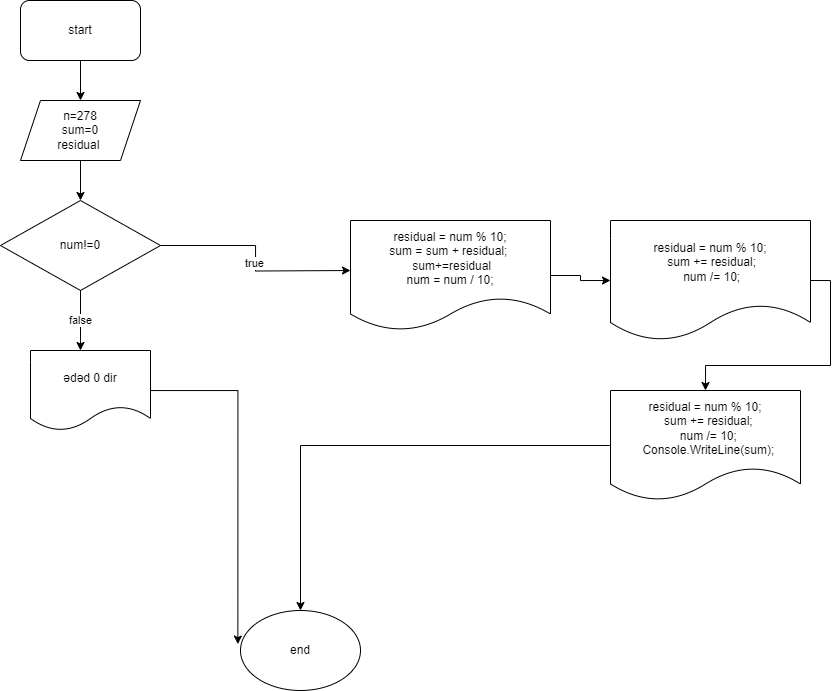 start
n=278
sum=0
residual
num!=0
true
false
ədəd 0 dir
residual = num % 10;
sum = sum + residual;
sum+=residual
num = num / 10;
residual = num % 10;
sum += residual;
num /= 10;
residual = num % 10;
sum += residual;
num /= 10;
Console.WriteLine(sum);
end